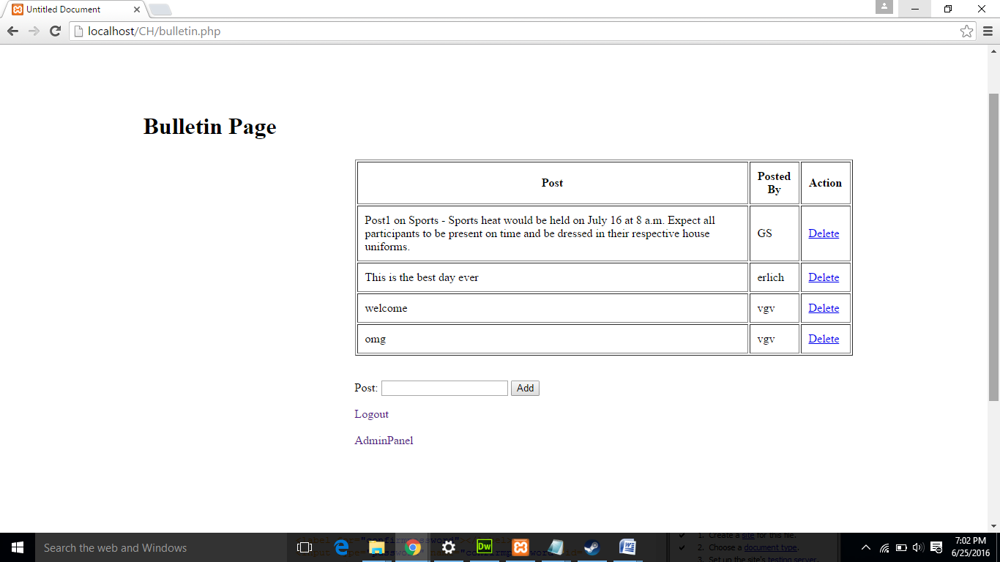 Untitled Document
localhost/CH/bulletin.php
Bulletin Page
Post
Posted
By
Action
Post1 on Sports - Sports heat would be held on July 16 at 8 a.m. Expect all
participants to be present on time and be dressed in their respective house
uniforms.
GS
Delete
This is the best day ever
erlich
Delete
welcome
vgv
Delete
omg
vgv
Delete
Post:
Add
Logout
AdminPanel
Search the web and Windows
Dw
1. Create a site for this file.
2. Choose a document type.
3. Set up the site's testing server.
7:02 PM
6/25/2016